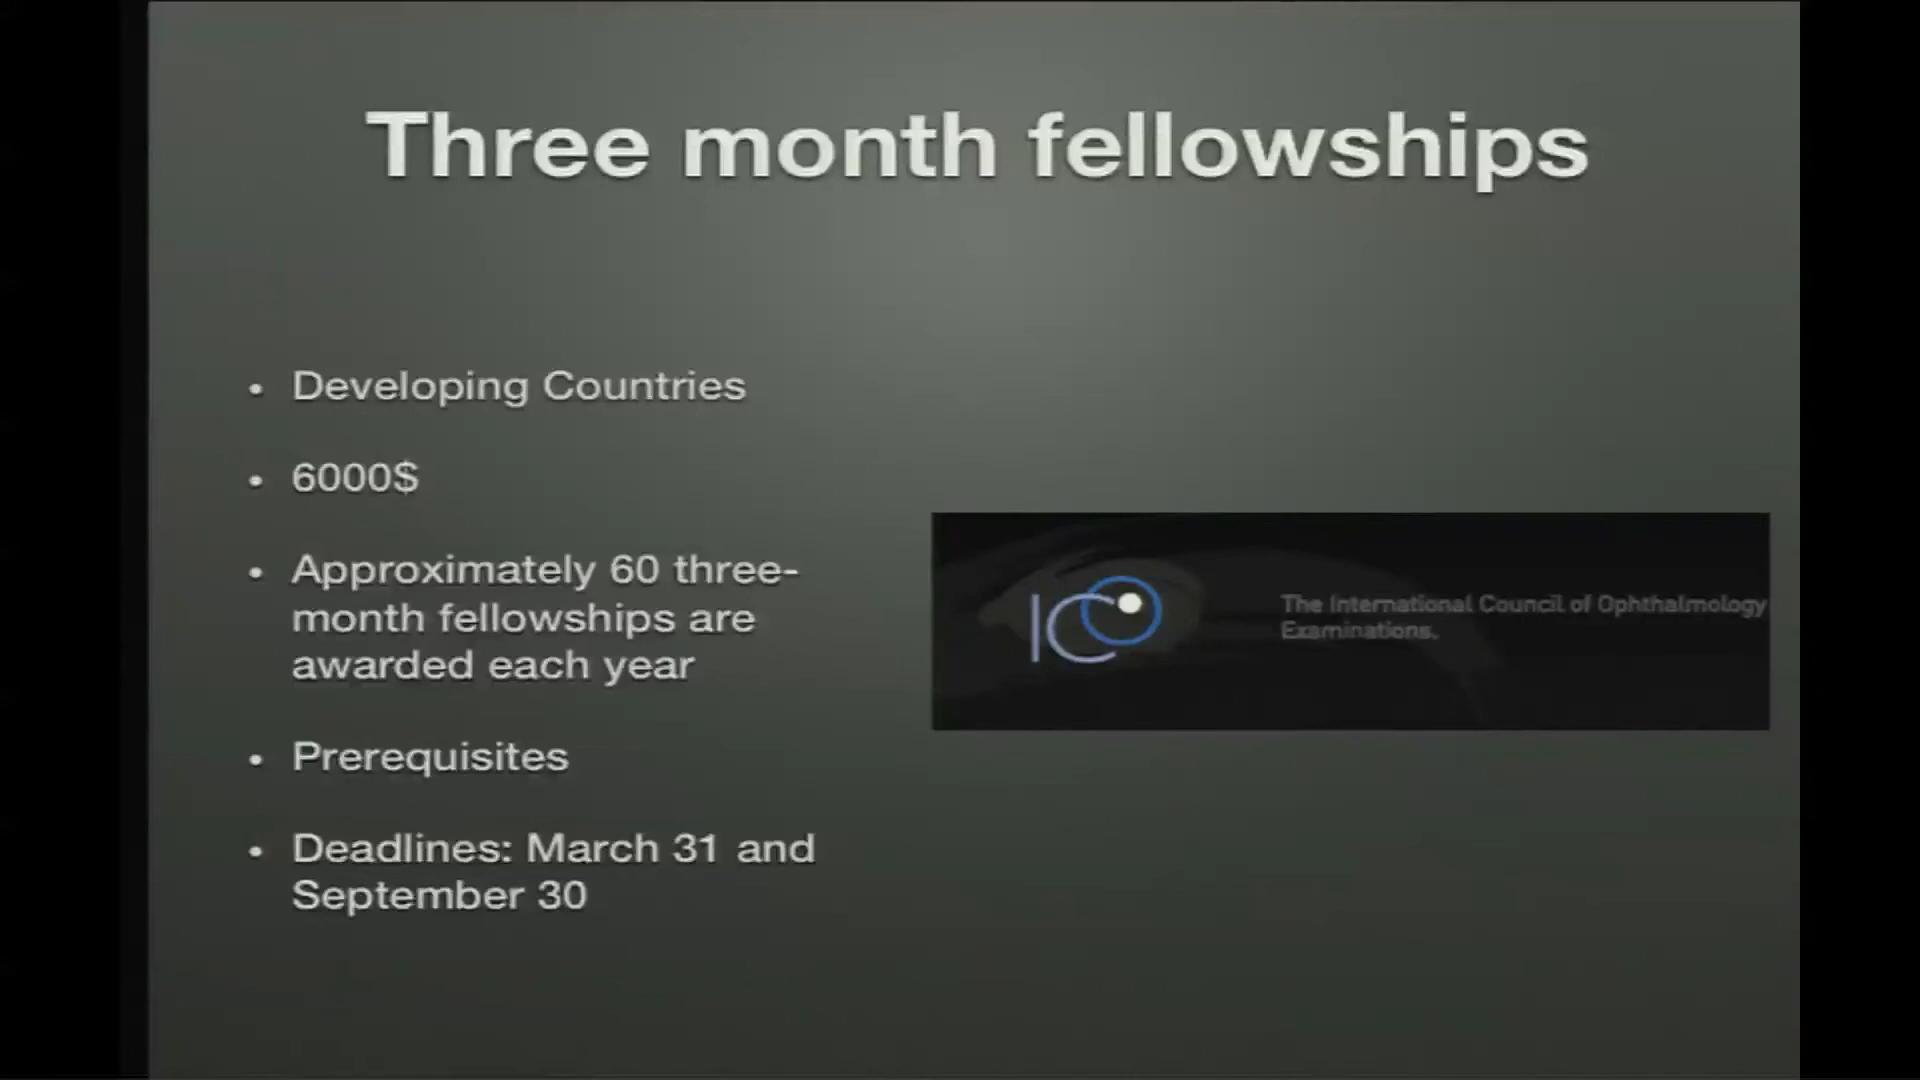 Three month fellowships
• Developing Countries
• 6000$
• Approximately 60 three-
month fellowships are
awarded each year
• Prerequisites
• Deadlines: March 31 and
September 30
ICO
The International Council of Ophthalmology
Examinations.